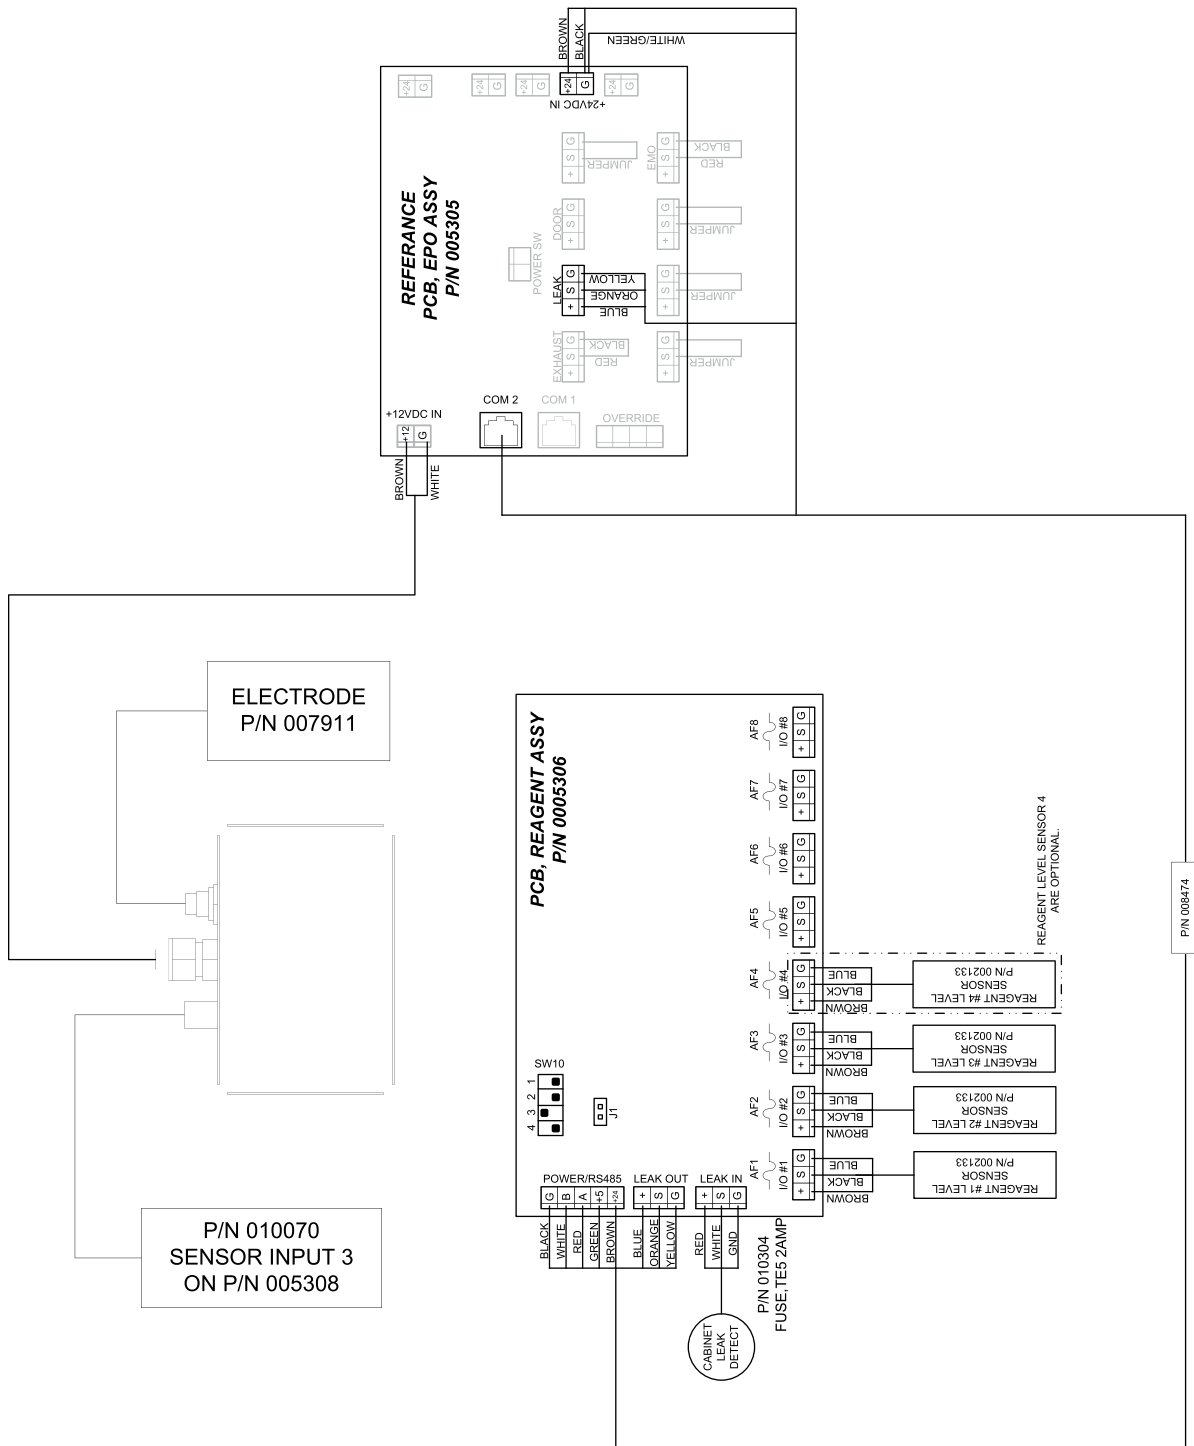 BROWN
BLACK
WHITE/GREEN
+24
G
+24
G
+24
G
+24
G
+24
G
+24VDC IN
REFERANCE
PCB, EPO ASSY
P/N 005305
+ S G
JUMPER
EMO
+ S G
BLACK
RED
DOOR
+ S G
+ S G
JUMPER
POWER SW
LEAK
+ S G
YELLOW
ORANGE
BLUE
+ S G
JUMPER
EXHAUST
+ S G
BLACK
RED
+ S G
JUMPER
+12VDC IN
+12
G
COM 2
COM 1
OVERRIDE
BROWN
WHITE
ELECTRODE
P/N 007911
P/N 010070
SENSOR INPUT 3
ON P/N 005308
PCB, REAGENT ASSY
P/N 0005306
AF8
I/O #8
+ S G
AF7
I/O #7
+ S G
AF6
I/O #6
+ S G
AF5
I/O #5
+ S G
AF4
I/O #4
+ S G
BLUE
BLACK
BROWN
REAGENT #4 LEVEL
SENSOR
P/N 002133
REAGENT LEVEL SENSOR 4
ARE OPTIONAL.
AF3
I/O #3
+ S G
BLUE
BLACK
BROWN
REAGENT #3 LEVEL
SENSOR
P/N 002133
AF2
I/O #2
+ S G
BLUE
BLACK
BROWN
REAGENT #2 LEVEL
SENSOR
P/N 002133
AF1
I/O #1
+ S G
BLUE
BLACK
BROWN
REAGENT #1 LEVEL
SENSOR
P/N 002133
SW10
4 3 2 1
J1
POWER/RS485
G B A +5 +24
LEAK OUT
+ S G
LEAK IN
+ S G
BLACK
WHITE
RED
GREEN
BROWN
BLUE
ORANGE
YELLOW
RED
WHITE
GND
P/N 010304
FUSE,TE5 2AMP
CABINET
LEAK
DETECT
P/N 008474